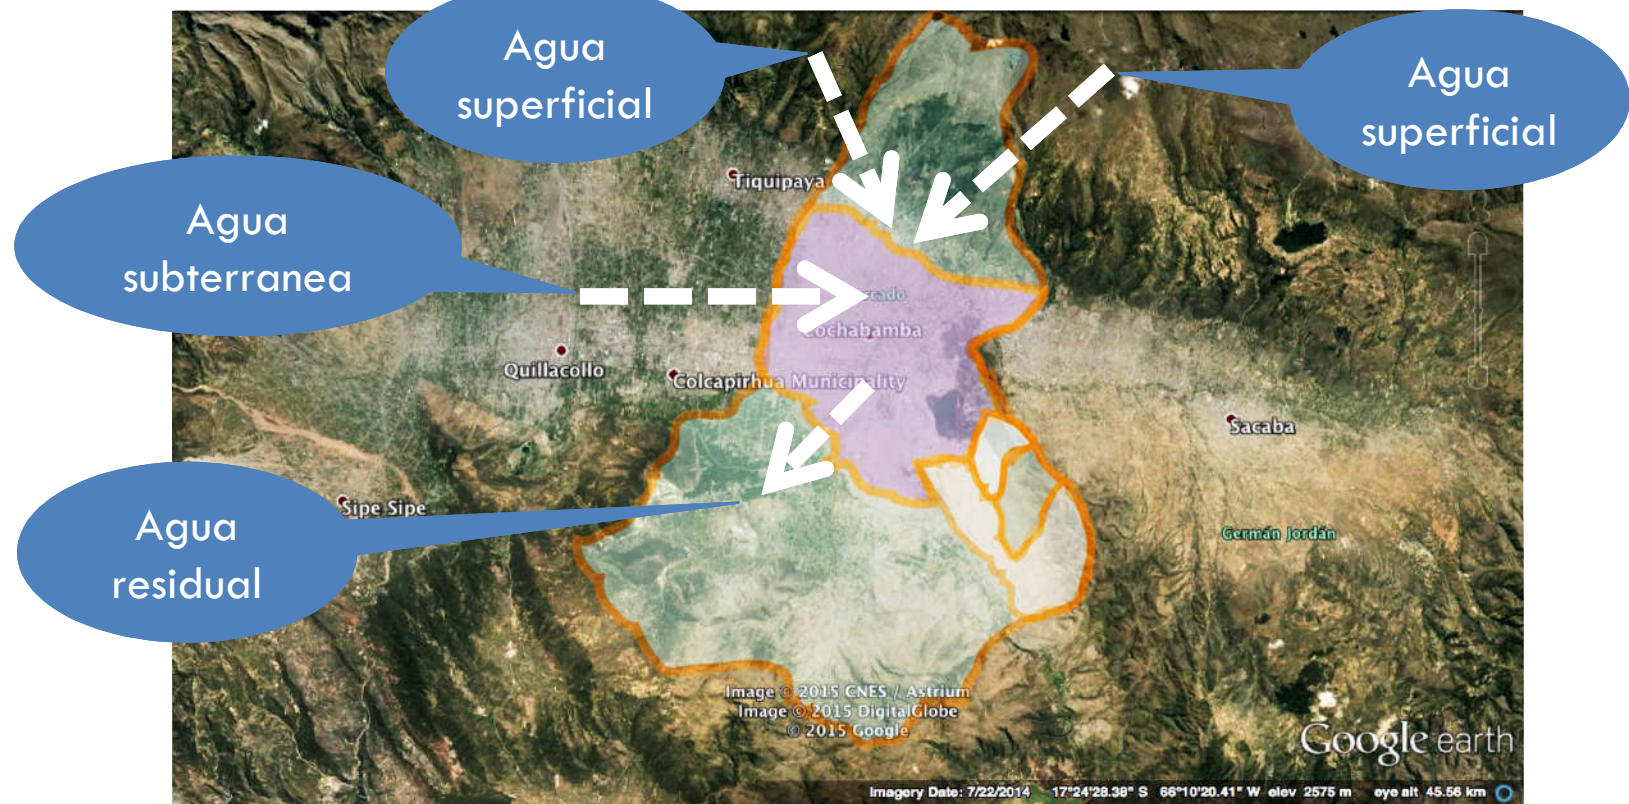 Agua
superficial
Agua
superficial
Tiquipaya
Agua
subterranea
Cochabamba
Quillacollo
Colcapirhua Municipality
Sacaba
Sipe Sipe
Agua
residual
Germán Jordán
Image © 2015 CNES / Astrium
Image © 2015 DigitalGlobe
© 2015 Google
Google earth
Imagery Date: 7/22/2014 17°24'28.38" S 66°10'20.41" W elev 2575 m eye alt 45.56 km